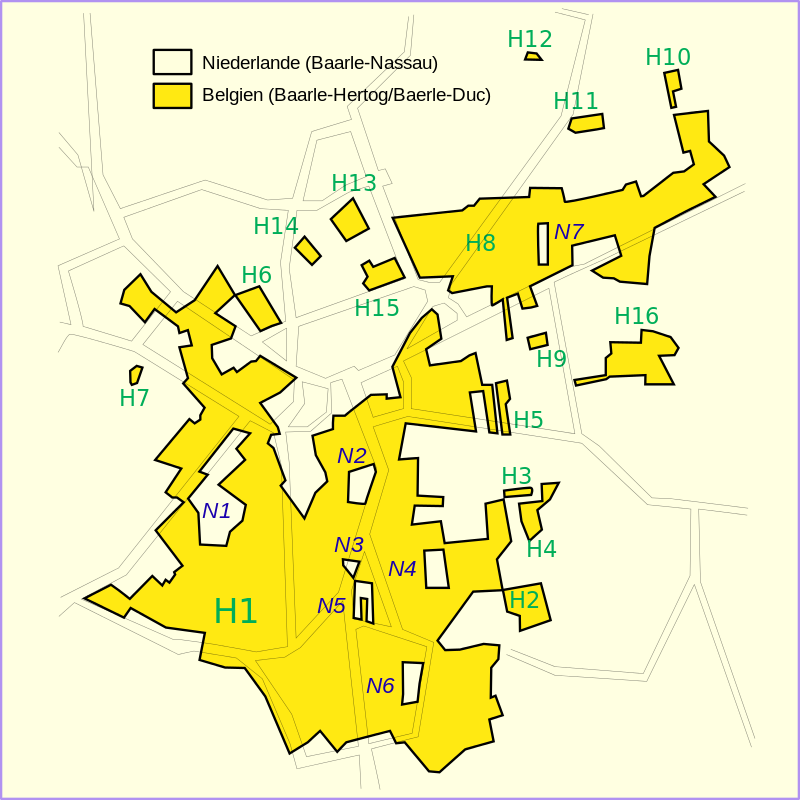 H12
H10
Niederlande (Baarle-Nassau)
Belgien (Baarle-Hertog/Baerle-Duc)
H11
H13
H14
N7
H8
H6
H15
H16
H9
H7
H5
N2
H3
N1
N3
H4
N4
H2
N5
H1
N6